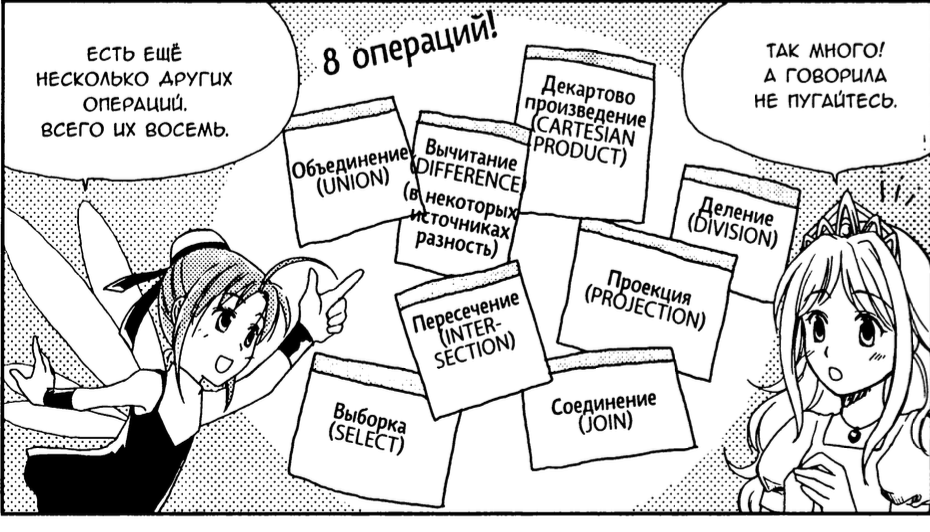 ЕСТЬ ЕЩЁ
НЕСКОЛЬКО ДРУГИХ
ОПЕРАЦИЙ.
ВСЕГО ИХ ВОСЕМЬ.
8 операций!
ТАК МНОГО!
А ГОВОРИЛА
НЕ ПУГАЙТЕСЬ.
Объединение
(UNION)
Вычитание
(DIFFERENCE)
(в некоторых
источниках
разность)
Декартово
произведение
(CARTESIAN
PRODUCT)
Деление
(DIVISION)
Проекция
(PROJECTION)
Пересечение
(INTER-
SECTION)
Выборка
(SELECT)
Соединение
(JOIN)